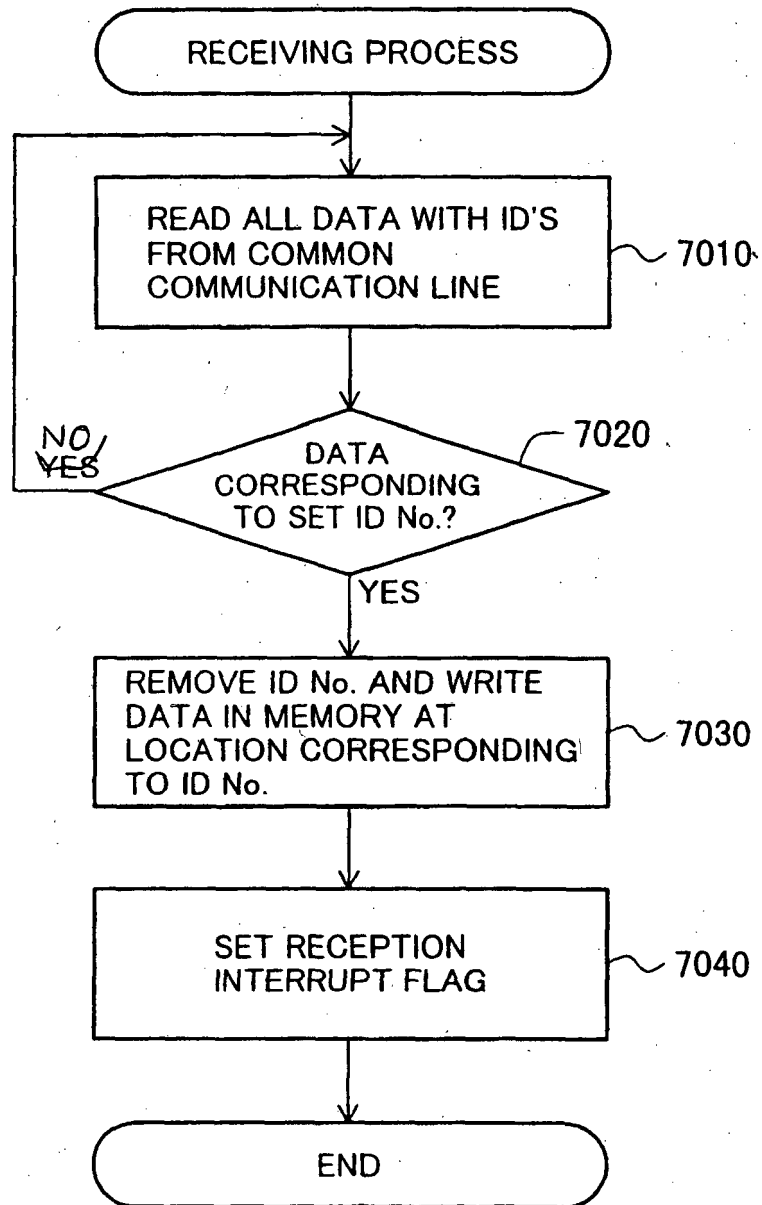 RECEIVING PROCESS
READ ALL DATA WITH ID'S
FROM COMMON
COMMUNICATION LINE
7010
NO
YES
DATA
CORRESPONDING
TO SET ID No.?
7020
YES
REMOVE ID No. AND WRITE
DATA IN MEMORY AT
LOCATION CORRESPONDING
TO ID No.
7030
SET RECEPTION
INTERRUPT FLAG
7040
END